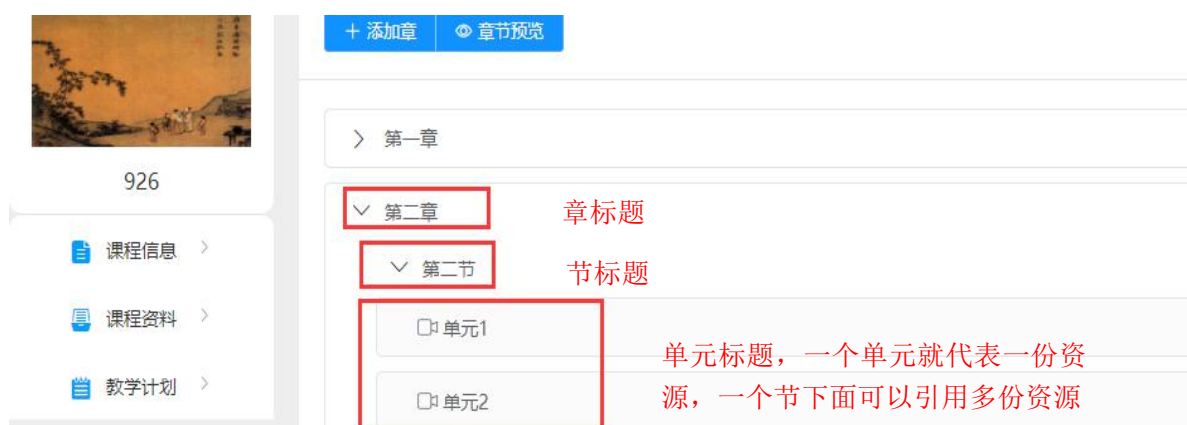 + 添加章
章节预览
第一章
926
第二章
章标题
课程信息
第二节
节标题
课程资料
单元1
单元标题，一个单元就代表一份资
源，一个节下面可以引用多份资源
教学计划
单元2